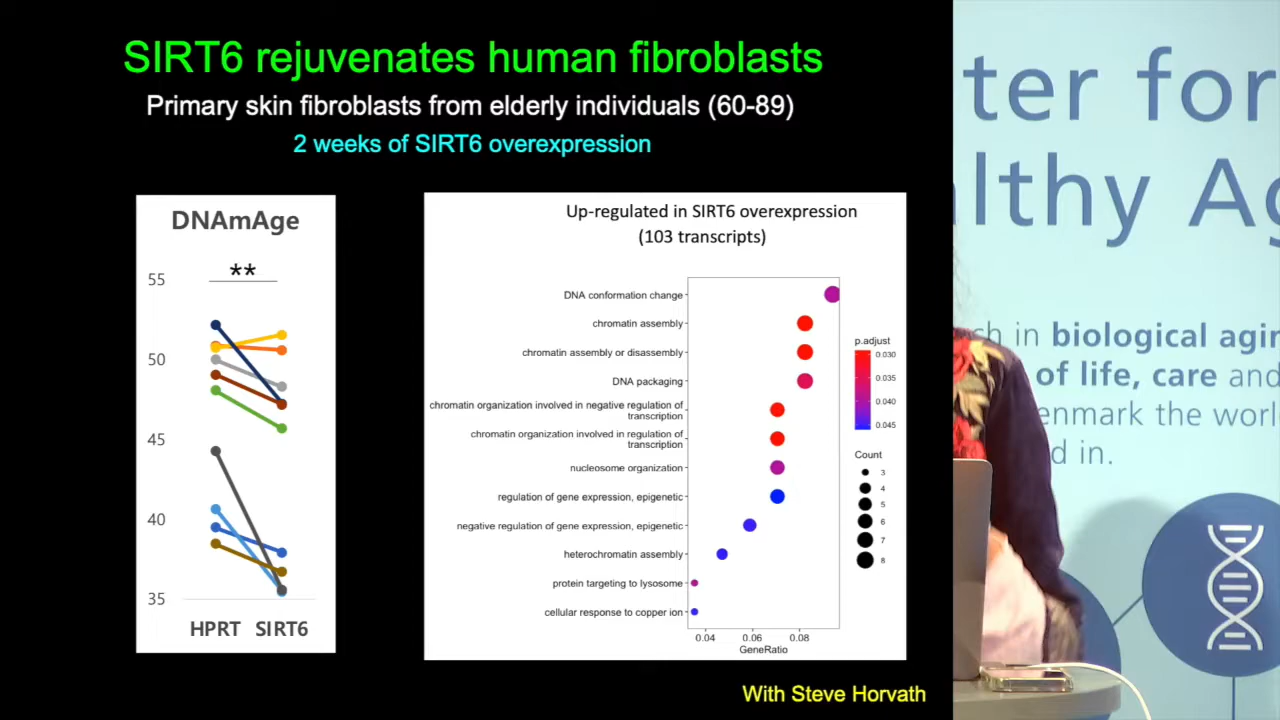 SIRT6 rejuvenates human fibroblasts
Primary skin fibroblasts from elderly individuals (60-89)
2 weeks of SIRT6 overexpression
DNAmAge
**
55
50
45
40
35
HPRT SIRT6
Up-regulated in SIRT6 overexpression
(103 transcripts)
DNA conformation change
chromatin assembly
chromatin assembly or disassembly
DNA packaging
chromatin organization involved in negative regulation of
transcription
chromatin organization involved in regulation of
transcription
nucleosome organization
regulation of gene expression, epigenetic
negative regulation of gene expression, epigenetic
heterochromatin assembly
protein targeting to lysosome
cellular response to copper ion
0.04 0.06 0.08
GeneRatio
p.adjust
0.030
0.035
0.040
0.045
Count
3
4
5
6
7
8
With Steve Horvath
ter for
lthy Ag
ch in biological agin
of life, care and
enmark the worl
d in.